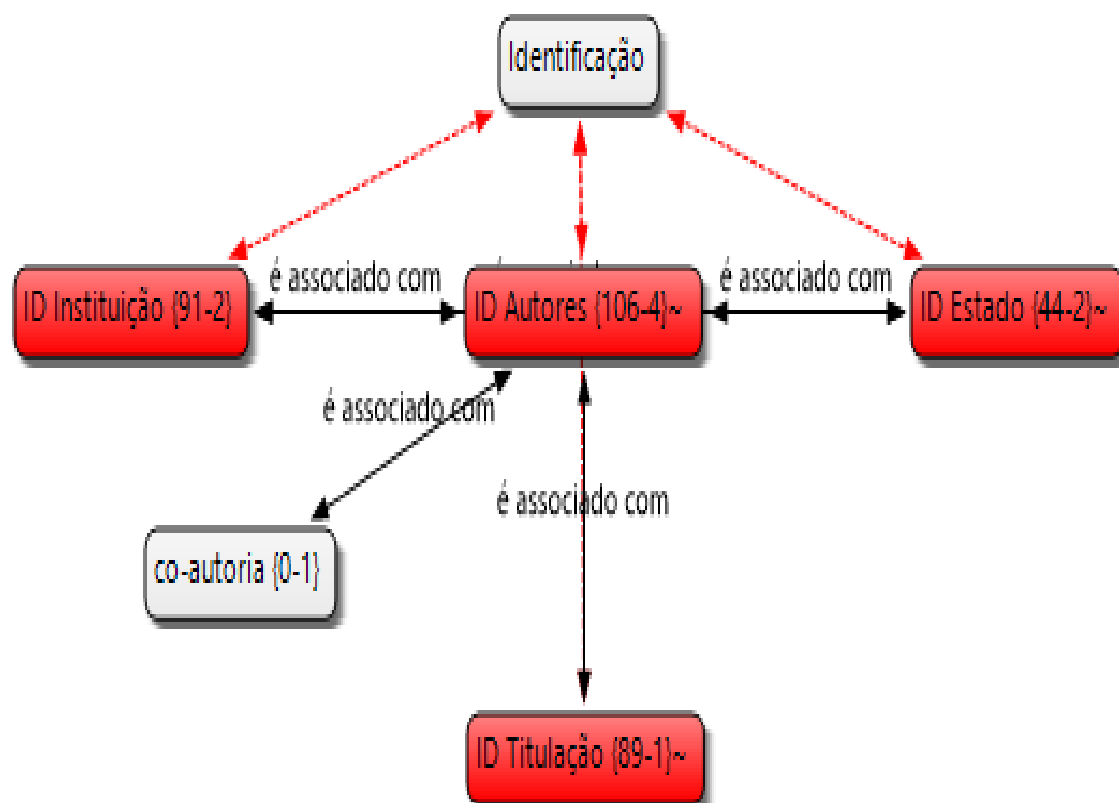 Identificação
é associado com
é associado com
ID Instituição {91-2}
ID Autores {106-4}~
ID Estado {44-2}~
é associado com
é associado com
co-autoria {0-1}
ID Titulação {89-1}~